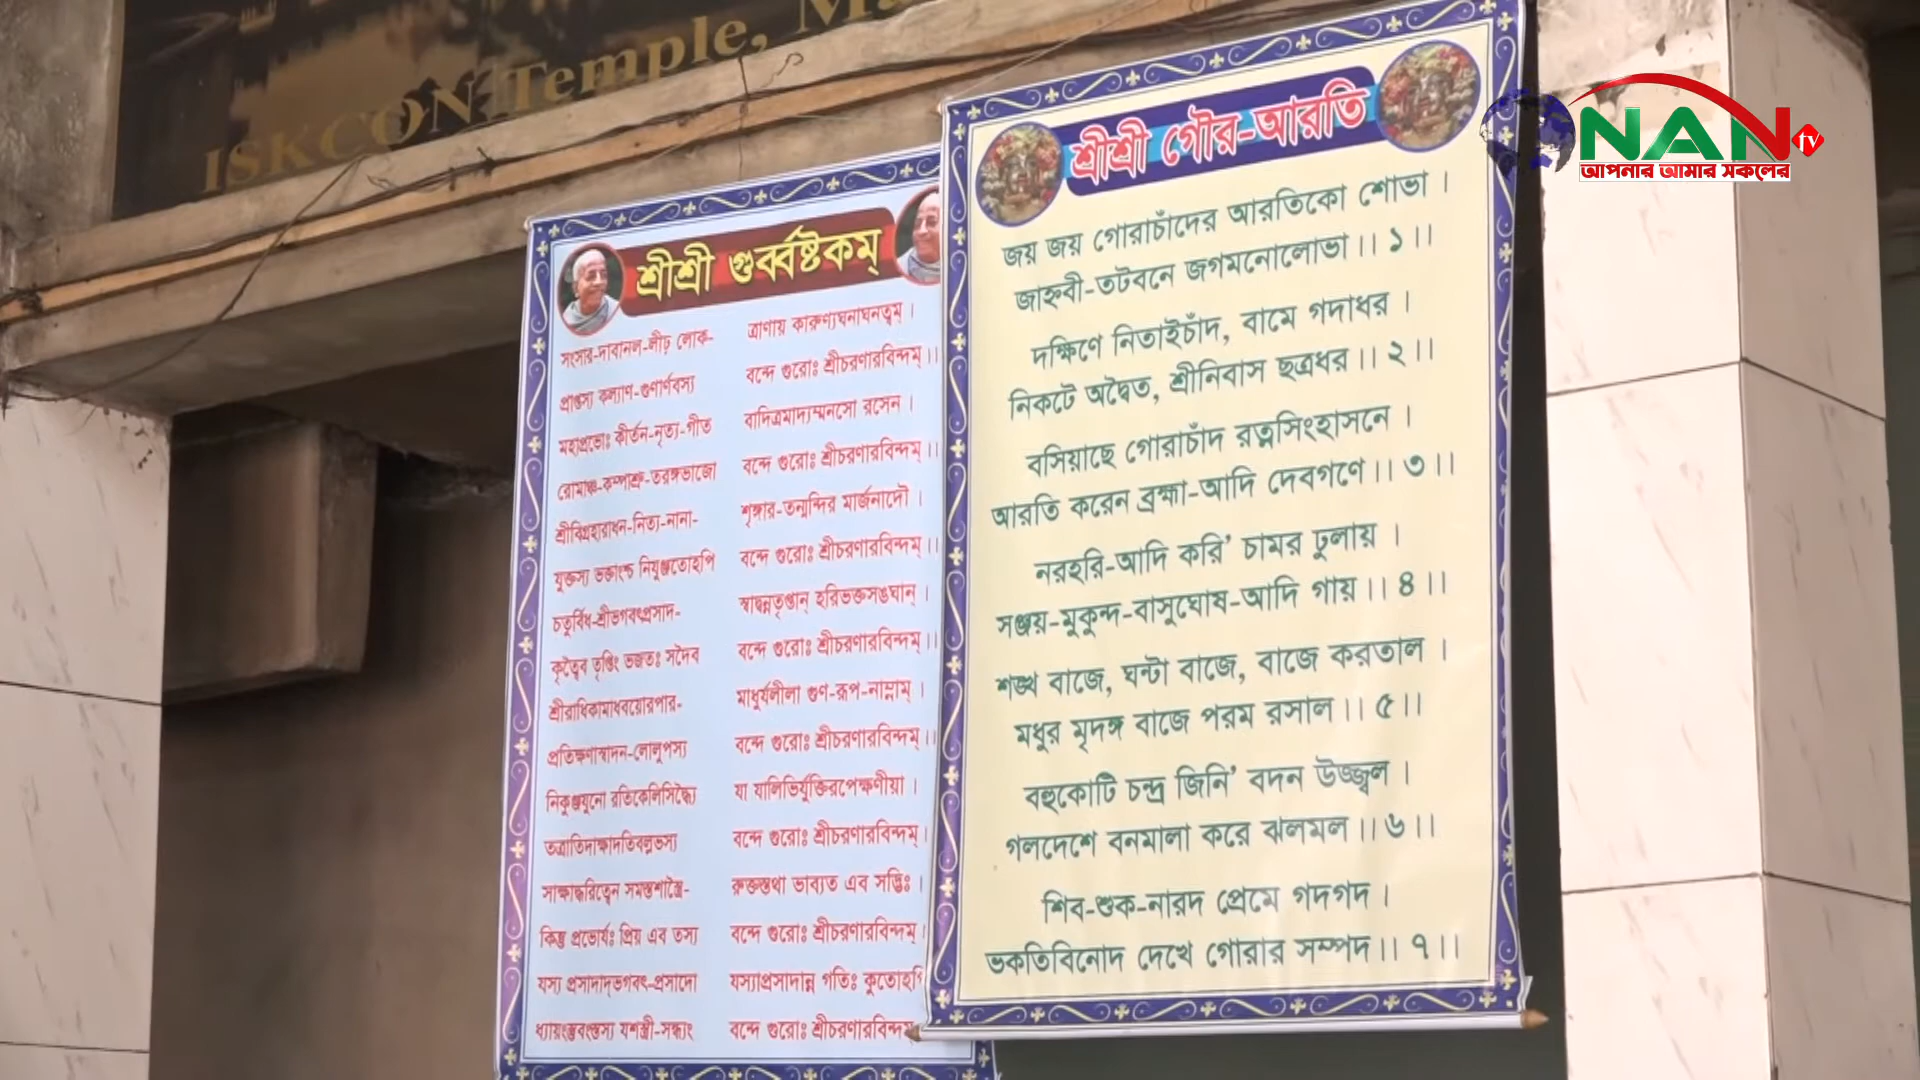 ISKCON Temple, Ma
NAN tv
আপনার আমার সকলের
শ্রীশ্রী গুর্ব্বষ্টকম্
সংসার-দাবানল-লীঢ় লোক-
ত্রাণায় কারুণ্যঘনাঘনত্বম্ ।
প্রাপ্তস্য কল্যাণ-গুণার্ণবস্য
বন্দে গুরোঃ শ্রীচরণারবিন্দম্ ।।
মহাপ্রভোঃ কীর্তন-নৃত্য-গীত
বাদিত্রমাদ্যন্মনসো রসেন ।
রোমাঞ্চ-কম্পাশ্রু-তরঙ্গভাজো
বন্দে গুরোঃ শ্রীচরণারবিন্দম্ ।।
শ্রীবিগ্রহারাধন-নিত্য-নানা-
শৃঙ্গার-তন্মন্দির মার্জনাদৌ ।
যুক্তস্য ভক্তাংশ্চ নিযুঞ্জতোহপি
বন্দে গুরোঃ শ্রীচরণারবিন্দম্ ।।
চতুর্বিধ-শ্রীভগবৎপ্রসাদ-
স্বাদ্বন্নতৃপ্তান্ হরিভক্তসঙঘান্ ।
কৃত্বৈব তৃপ্তিং ভজতঃ সদৈব
বন্দে গুরোঃ শ্রীচরণারবিন্দম্ ।।
শ্রীরাধিকামাধবয়োরপার-
মাধুর্যলীলা গুণ-রূপ-নাম্নাম্ ।
প্রতিক্ষণাস্বাদন-লোলুপস্য
বন্দে গুরোঃ শ্রীচরণারবিন্দম্ ।।
নিকুঞ্জযুনো রতিকেলিসিদ্ধ্যৈ
যা যালিভির্যুক্তিরপেক্ষণীয়া ।
তত্রাতিদাক্ষ্যাদতিবল্লভস্য
বন্দে গুরোঃ শ্রীচরণারবিন্দম্ ।
সাক্ষাদ্ধরিত্বেন সমস্তশাস্ত্রৈ-
রুক্তস্তথা ভাব্যত এব সদ্ভিঃ ।
কিন্তু প্রভোর্যঃ প্রিয় এব তস্য
বন্দে গুরোঃ শ্রীচরণারবিন্দম্ ।
যস্য প্রসাদাদ্ভগবৎ-প্রসাদো
যস্যাপ্রসাদান্ন গতিঃ কুতোহপি
ধ্যায়ংস্তুবংস্তস্য যশস্ত্রী-সন্ধ্যং
বন্দে গুরোঃ শ্রীচরণারবিন্দম্
শ্রীশ্রী গৌর-আরতি
জয় জয় গোরাচাঁদের আরতিকো শোভা ।
জাহ্নবী-তটবনে জগমনোলোভা ।। ১ ।।
দক্ষিণে নিতাইচাঁদ, বামে গদাধর ।
নিকটে অদ্বৈত, শ্রীনিবাস ছত্রধর ।। ২ ।।
বসিয়াছে গোরাচাঁদ রত্নসিংহাসনে ।
আরতি করেন ব্রহ্মা-আদি দেবগণে ।। ৩ ।।
নরহরি-আদি করি' চামর ঢুলায় ।
সঞ্জয়-মুকুন্দ-বাসুঘোষ-আদি গায় ।। ৪ ।।
শঙ্খ বাজে, ঘন্টা বাজে, বাজে করতাল ।
মধুর মৃদঙ্গ বাজে পরম রসাল ।। ৫ ।।
বহুকোটি চন্দ্র জিনি' বদন উজ্জ্বল ।
গলদেশে বনমালা করে ঝলমল ।। ৬ ।।
শিব-শুক-নারদ প্রেমে গদগদ ।
ভকতিবিনোদ দেখে গোরার সম্পদ ।। ৭ ।।